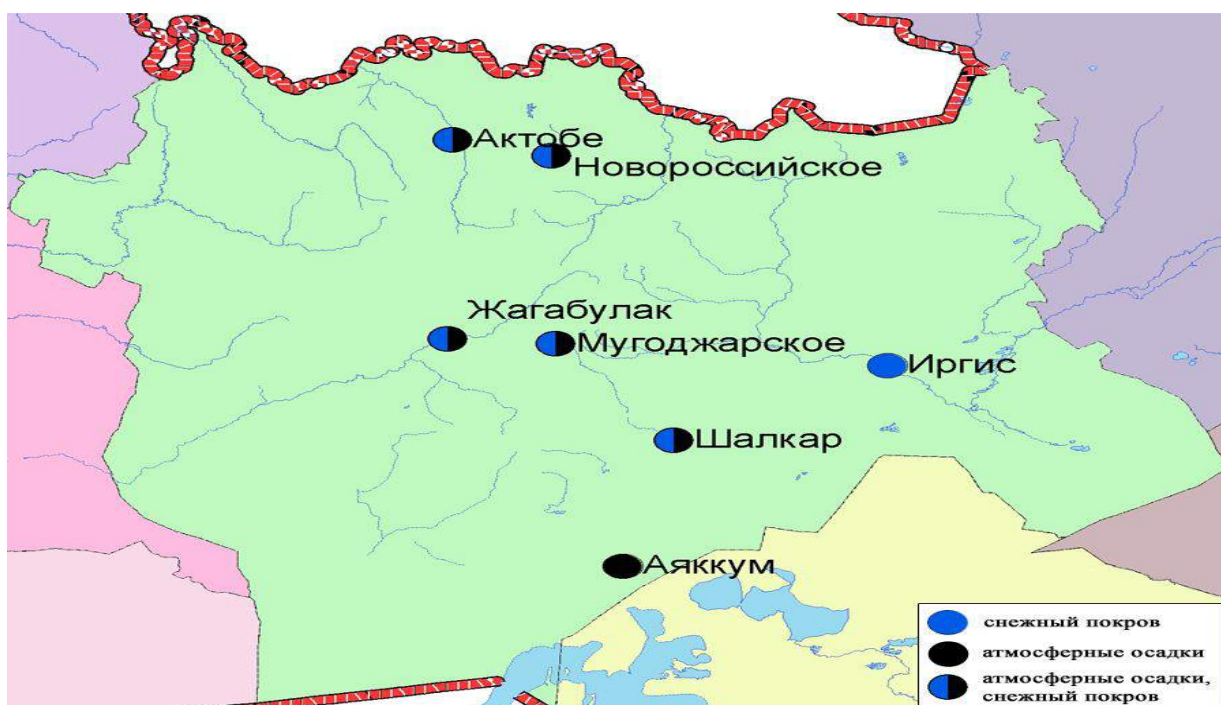 Актобе
Новороссийское
Жагабулак
Мугоджарское
Иргис
Шалкар
Аяккум
снежный покров
атмосферные осадки
атмосферные осадки,
снежный покров